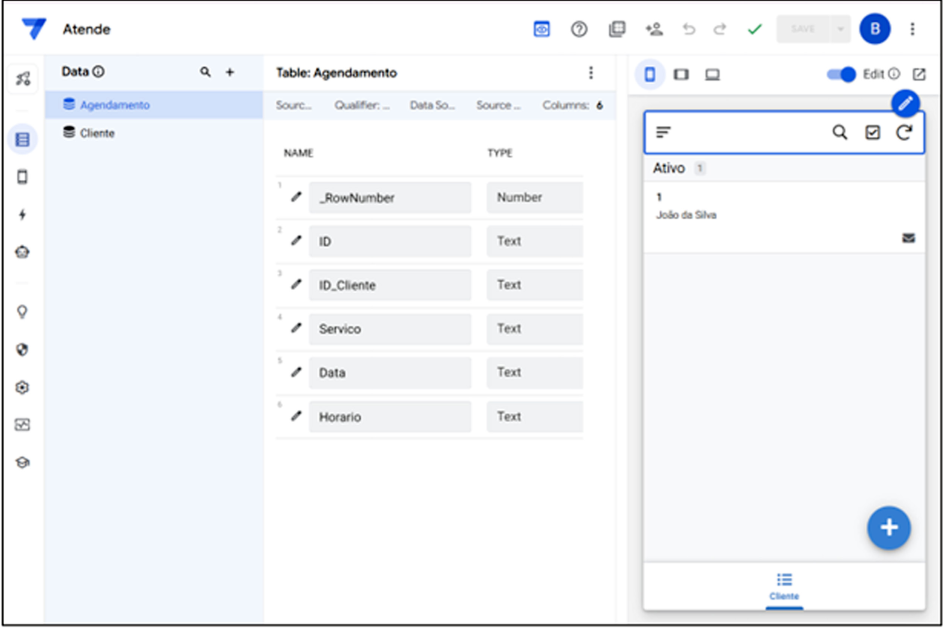 Atende
SAVE
B
Data
Agendamento
Cliente
Table: Agendamento
Sourc... Qualifier: ... Data So... Source ... Columns: 6
NAME TYPE
1 _RowNumber Number
2 ID Text
3 ID_Cliente Text
4 Servico Text
5 Data Text
6 Horario Text
Edit
Ativo 1
1
João da Silva
Cliente